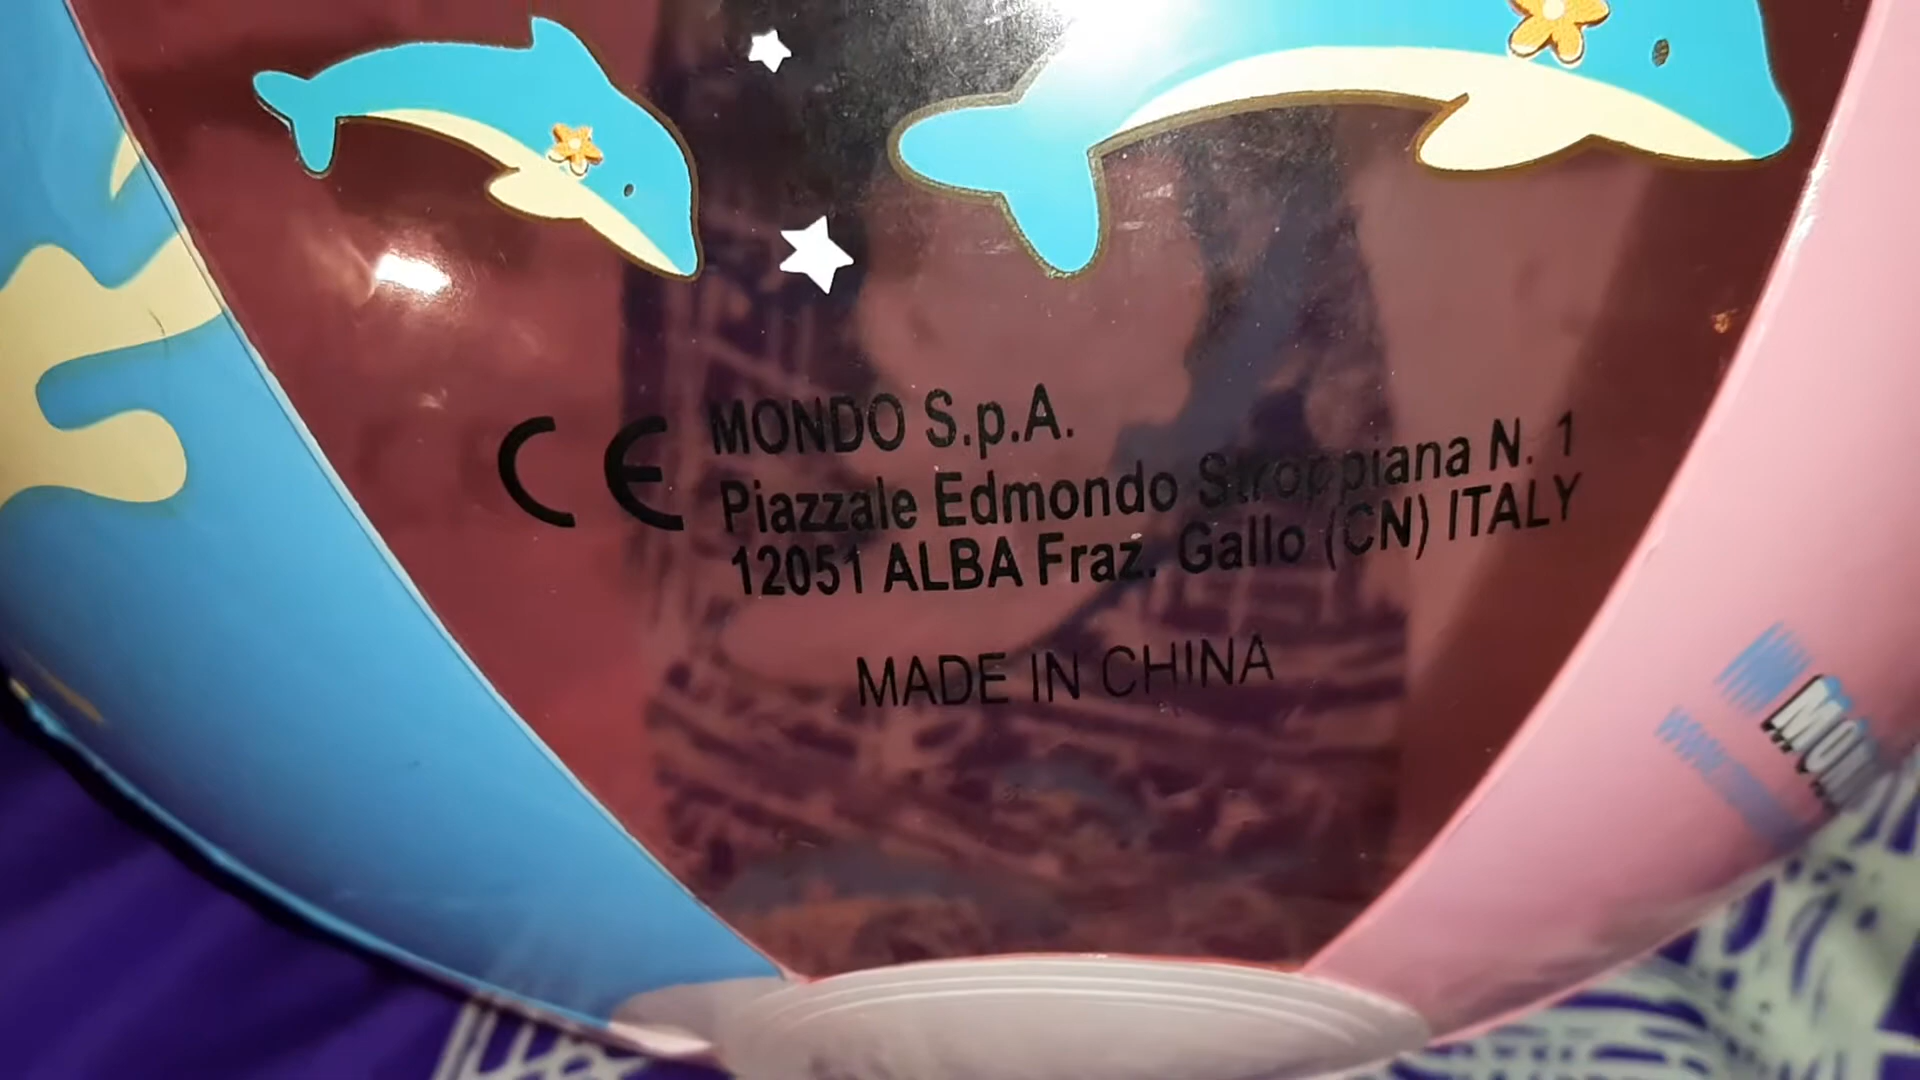 CE
MONDO S.p.A.
Piazzale Edmondo Stroppiana N. 1
12051 ALBA Fraz. Gallo (CN) ITALY
MADE IN CHINA